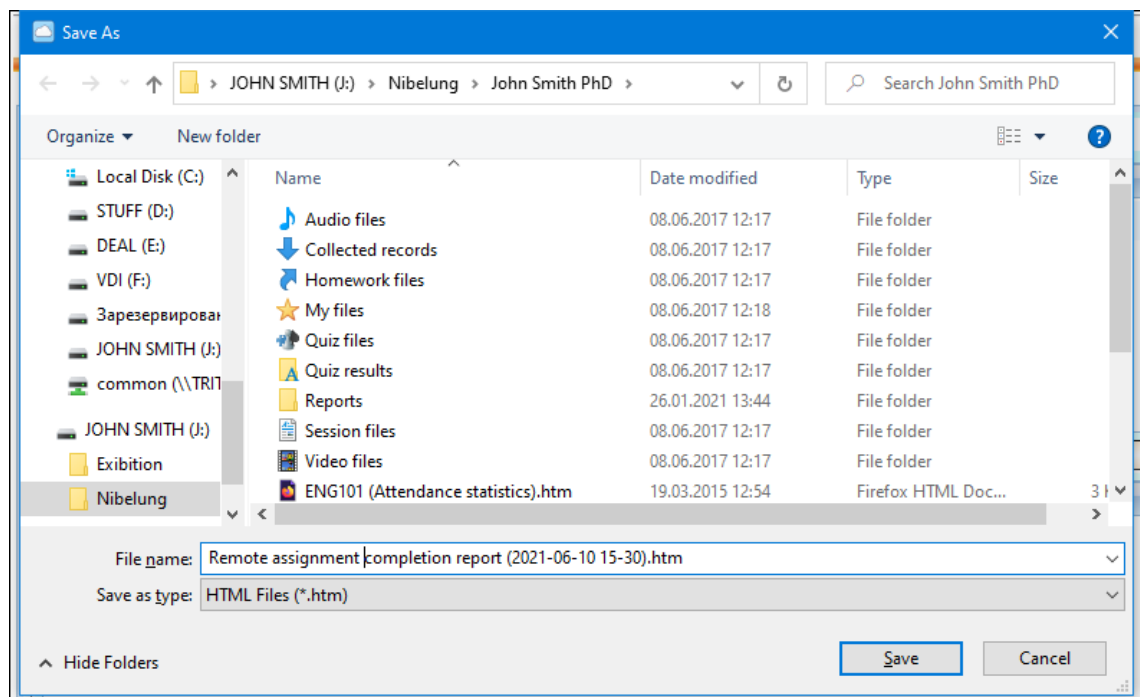 Save As
JOHN SMITH (J:) › Nibelung › John Smith PhD ›
Search John Smith PhD
Organize
New folder
Name Date modified Type Size
Local Disk (C:)
STUFF (D:)
DEAL (E:)
VDI (F:)
Зарезервирован
JOHN SMITH (J:)
common (\\TRIT
JOHN SMITH (J:)
Exibition
Nibelung
Audio files 08.06.2017 12:17 File folder
Collected records 08.06.2017 12:17 File folder
Homework files 08.06.2017 12:17 File folder
My files 08.06.2017 12:18 File folder
Quiz files 08.06.2017 12:17 File folder
Quiz results 08.06.2017 12:17 File folder
Reports 26.01.2021 13:44 File folder
Session files 08.06.2017 12:17 File folder
Video files 08.06.2017 12:17 File folder
ENG101 (Attendance statistics).htm 19.03.2015 12:54 Firefox HTML Doc... 3
File name: Remote assignment completion report (2021-06-10 15-30).htm
Save as type: HTML Files (*.htm)
Hide Folders
Save
Cancel